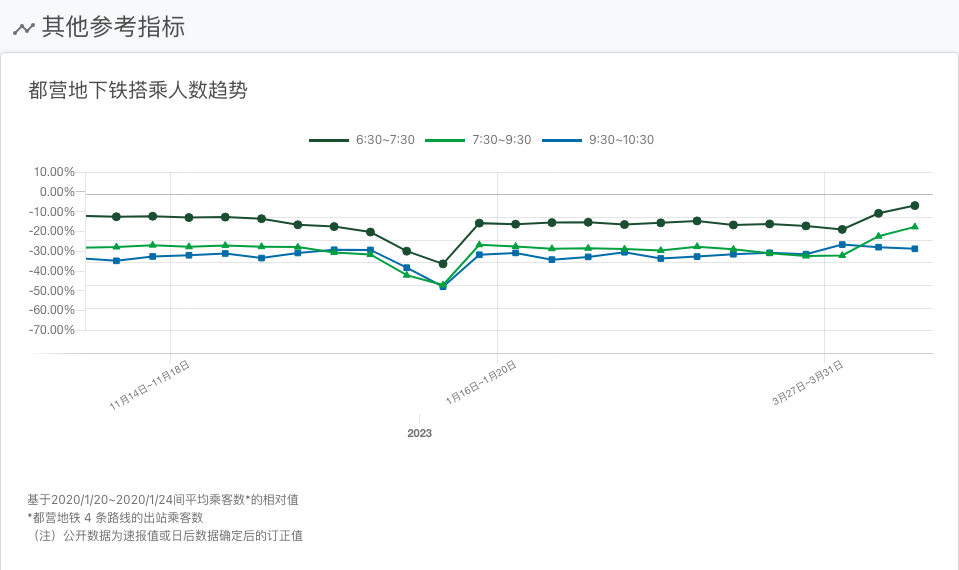 其他参考指标
都营地下铁搭乘人数趋势
6:30~7:30 7:30~9:30 9:30~10:30
10.00%
0.00%
-10.00%
-20.00%
-30.00%
-40.00%
-50.00%
-60.00%
-70.00%
11月14日~11月18日 1月16日~1月20日 3月27日~3月31日
2023
基于2020/1/20~2020/1/24间平均乘客数*的相对值
*都营地铁 4 条路线的出站乘客数
（注）公开数据为速报值或日后数据确定后的订正值